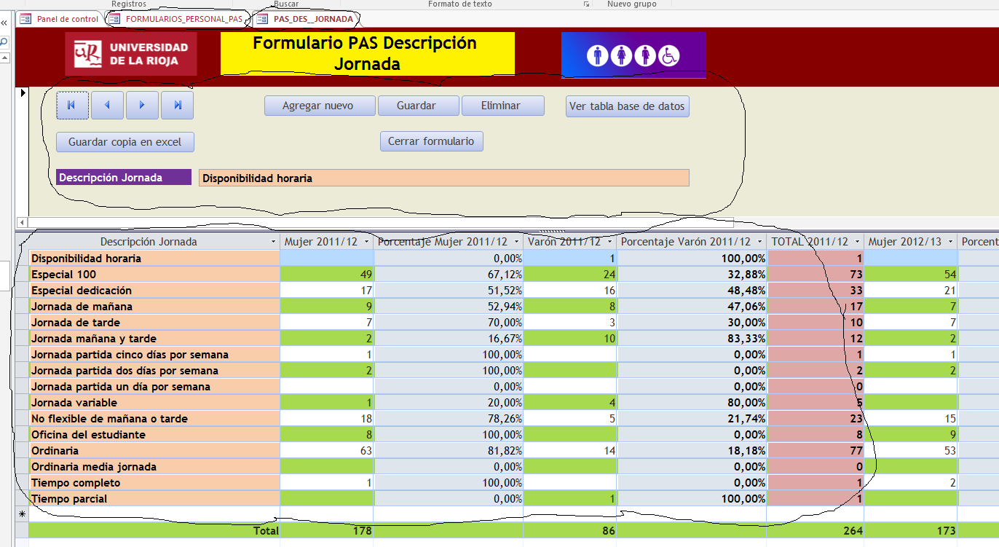 Registros Buscar Formato de texto Nuevo grupo
Panel de control FORMULARIOS_PERSONAL_PAS PAS_DES__JORNADA
UNIVERSIDAD
DE LA RIOJA
Formulario PAS Descripción
Jornada
Agregar nuevo Guardar Eliminar Ver tabla base de datos
Guardar copia en excel Cerrar formulario
Descripción Jornada Disponibilidad horaria
Descripción Jornada Mujer 2011/12 Porcentaje Mujer 2011/12 Varón 2011/12 Porcentaje Varón 2011/12 TOTAL 2011/12 Mujer 2012/13 Porcent
Disponibilidad horaria 0,00% 1 100,00% 1
Especial 100 49 67,12% 24 32,88% 73 54
Especial dedicación 17 51,52% 16 48,48% 33 21
Jornada de mañana 9 52,94% 8 47,06% 17 7
Jornada de tarde 7 70,00% 3 30,00% 10 7
Jornada mañana y tarde 2 16,67% 10 83,33% 12 2
Jornada partida cinco días por semana 1 100,00% 0,00% 1 1
Jornada partida dos días por semana 2 100,00% 0,00% 2 2
Jornada partida un día por semana 0,00% 0,00% 0
Jornada variable 1 20,00% 4 80,00% 5
No flexible de mañana o tarde 18 78,26% 5 21,74% 23 15
Oficina del estudiante 8 100,00% 0,00% 8 9
Ordinaria 63 81,82% 14 18,18% 77 53
Ordinaria media jornada 0,00% 0,00% 0
Tiempo completo 1 100,00% 0,00% 1 2
Tiempo parcial 0,00% 1 100,00% 1
Total 178 86 264 173